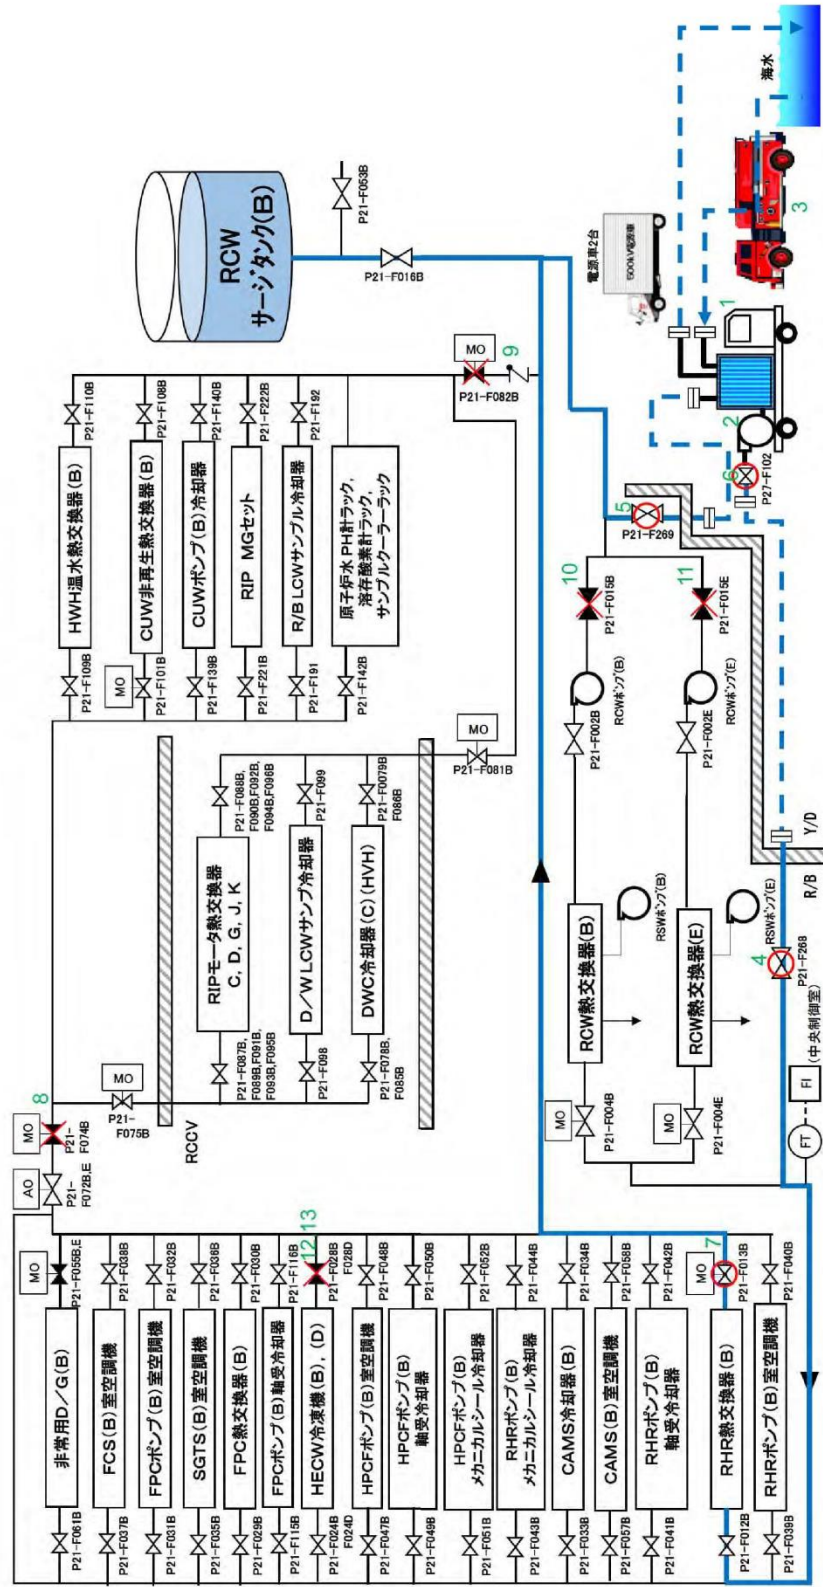 P21-F039B
RHRポンプ(B)室空調機
P21-F040B
P21-F012B
RHR熱交換器(B)
MO
7
P21-F013B
P21-F041B
RHRポンプ(B)
軸受冷却器
P21-F042B
P21-F057B
CAMS(B)室空調機
P21-F058B
P21-F033B
CAMS冷却器(B)
P21-F034B
P21-F043B
RHRポンプ(B)
メカニカルシール冷却器
P21-F044B
P21-F051B
HPCFポンプ(B)
メカニカルシール冷却器
P21-F052B
P21-F049B
HPCFポンプ(B)
軸受冷却器
P21-F050B
P21-F047B
HPCFポンプ(B)室空調機
P21-F048B
P21-F024B
F024D
HECW冷凍機(B), (D)
12 13
P21-F028B
F028D
P21-F115B
FPCポンプ(B)軸受冷却器
P21-F116B
P21-F029B
FPC熱交換器(B)
P21-F030B
P21-F035B
SGTS(B)室空調機
P21-F036B
P21-F031B
FPCポンプ(B)室空調機
P21-F032B
P21-F037B
FCS(B)室空調機
P21-F038B
P21-F061B
非常用D/G(B)
MO
P21-F055B,E
AO
P21-
F072B,E
MO
8
P21-
F074B
MO
P21-
F075B
RCCV
P21-F087B,
F089B,F091B,
F093B,F095B
RIPモータ熱交換器
C, D, G, J, K
P21-F088B,
F090B,F092B,
F094B,F096B
P21-F098
D/W LCWサンプ冷却器
P21-F099
P21-F078B,
F085B
DWC冷却器(C)(HVH)
P21-F0079B
F086B
MO
P21-F081B
P21-F109B
HWH温水熱交換器(B)
P21-F110B
MO
P21-F101B
CUW非再生熱交換器(B)
P21-F108B
P21-F139B
CUWポンプ(B)冷却器
P21-F140B
P21-F221B
RIP MGセット
P21-F222B
P21-F191
R/B LCWサンプル冷却器
P21-F192
P21-F142B
原子炉水PH計ラック,
溶存酸素計ラック,
サンプルクーラーラック
MO
P21-F082B
9
RCW
サージタンク(B)
P21-F053B
P21-F016B
MO
P21-F004B
RCW熱交換器(B)
RSWポンプ(B)
P21-F002B
RCWポンプ(B)
10
P21-F015B
MO
P21-F004E
RCW熱交換器(E)
RSWポンプ(E)
P21-F002E
RCWポンプ(E)
11
P21-F015E
5
P21-F269
FT
FI
(中央制御室)
4
P21-F268
R/B
Y/D
6
P27-F102
2
1
電源車2台
500kV電源車
3
海水